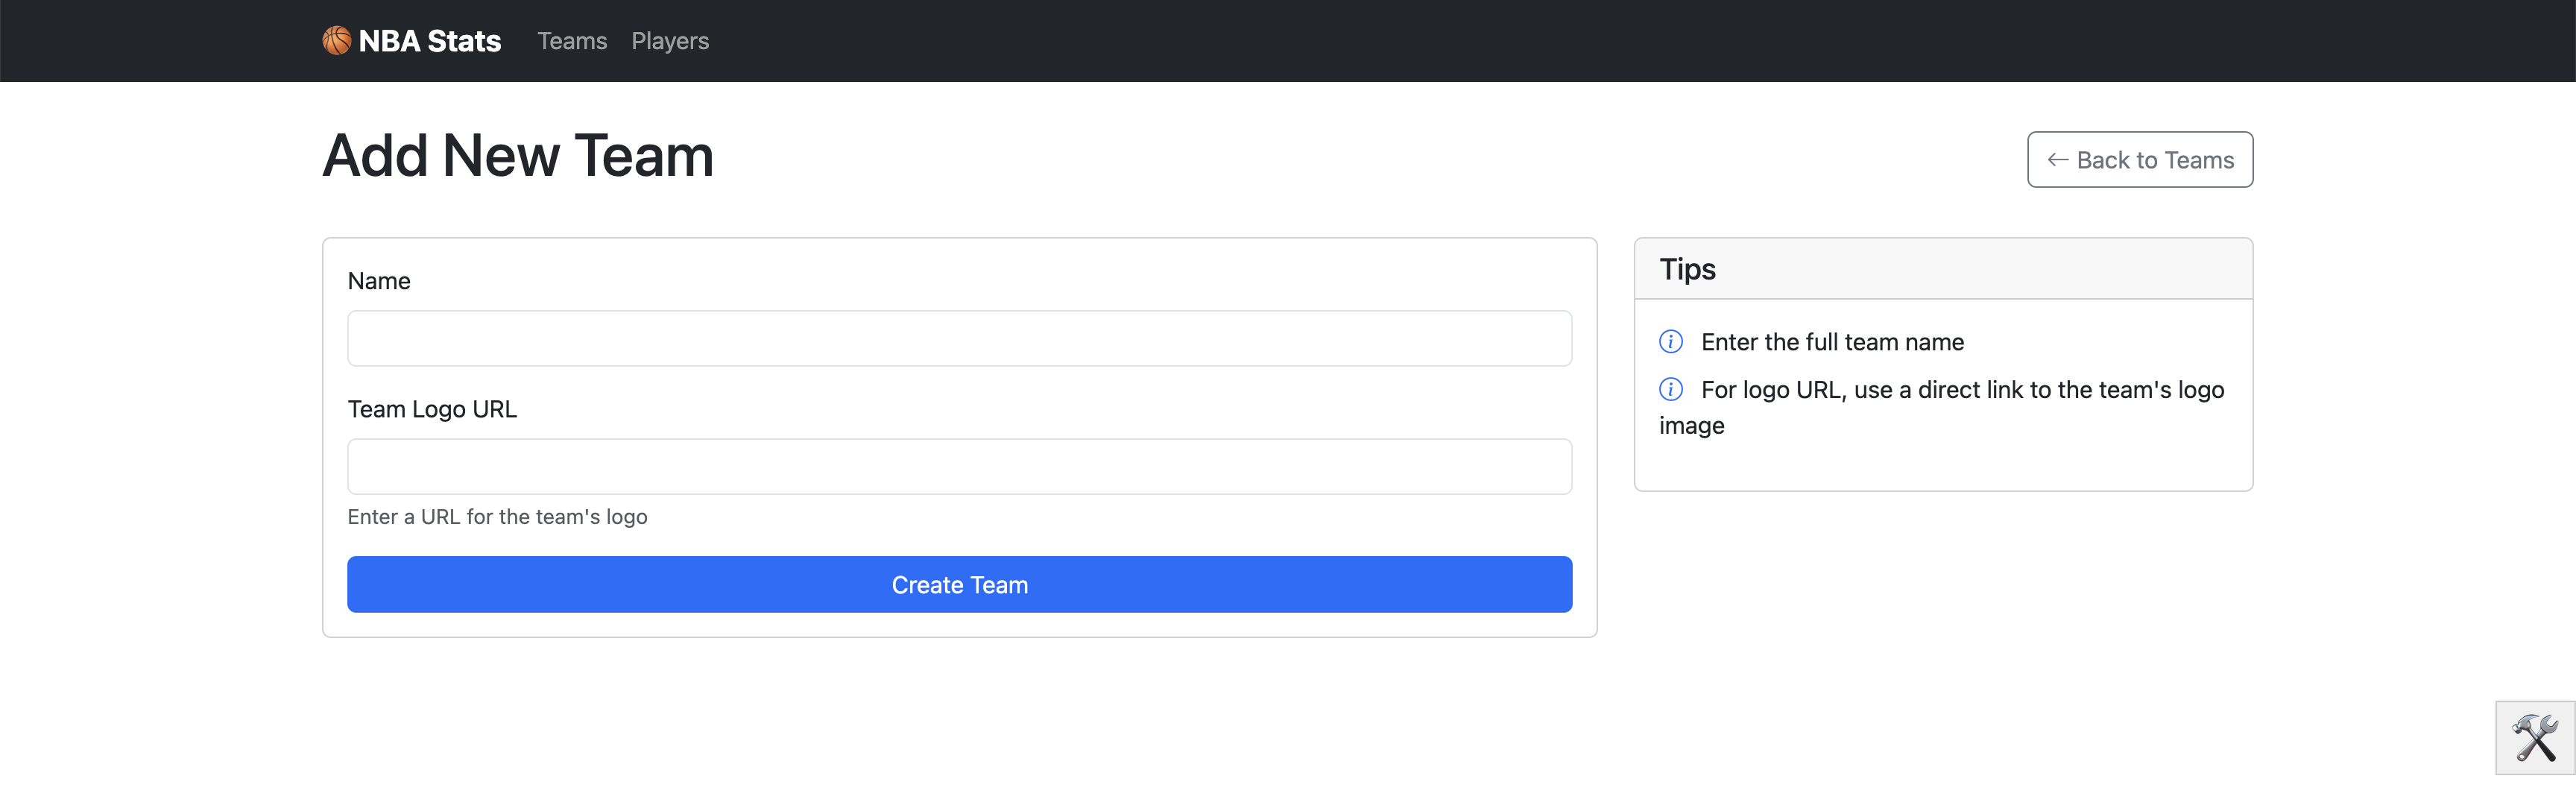 NBA Stats Teams Players
Add New Team
← Back to Teams
Name
Team Logo URL
Enter a URL for the team's logo
Create Team
Tips
Enter the full team name
For logo URL, use a direct link to the team's logo
image